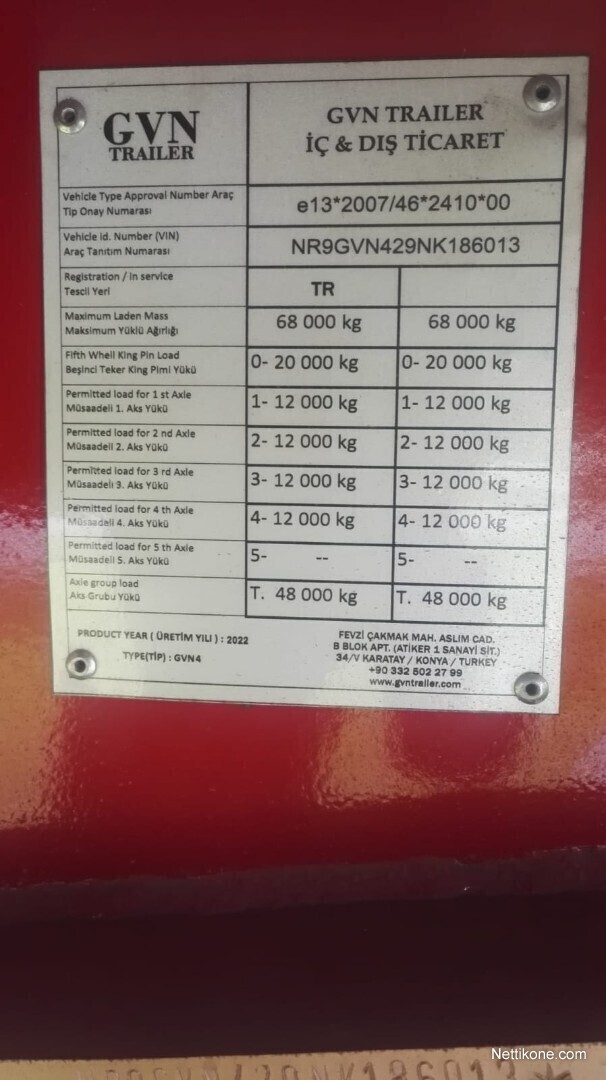 GVN
TRAILER
GVN TRAILER
İÇ & DIŞ TİCARET
Vehicle Type Approval Number Araç
Tip Onay Numarası
e13*2007/46*2410*00
Vehicle id. Number (VIN)
Araç Tanıtım Numarası
NR9GVN429NK186013
Registration / in service
Tescil Yeri
TR
Maximum Laden Mass
Maksimum Yüklü Ağırlığı
68 000 kg 68 000 kg
Fifth Whell King Pin Load
Beşinci Teker King Pimi Yükü
0- 20 000 kg 0- 20 000 kg
Permitted load for 1 st Axle
Müsaadeli 1. Aks Yükü
1- 12 000 kg 1- 12 000 kg
Permitted load for 2 nd Axle
Müsaadeli 2. Aks Yükü
2- 12 000 kg 2- 12 000 kg
Permitted load for 3 rd Axle
Müsaadeli 3. Aks Yükü
3- 12 000 kg 3- 12 000 kg
Permitted load for 4 th Axle
Müsaadeli 4. Aks Yükü
4- 12 000 kg 4- 12 000 kg
Permitted load for 5 th Axle
Müsaadeli 5. Aks Yükü
5- -- 5- --
Axle group load
Aks Grubu Yükü
T. 48 000 kg T. 48 000 kg
PRODUCT YEAR ( ÜRETİM YILI ) : 2022
TYPE(TİP) : GVN4
FEVZİ ÇAKMAK MAH. ASLIM CAD.
B BLOK APT. (ATİKER 1 SANAYİ SİT.)
34/V KARATAY / KONYA / TURKEY
+90 332 502 27 99
www.gvntrailer.com
Nettikone.com